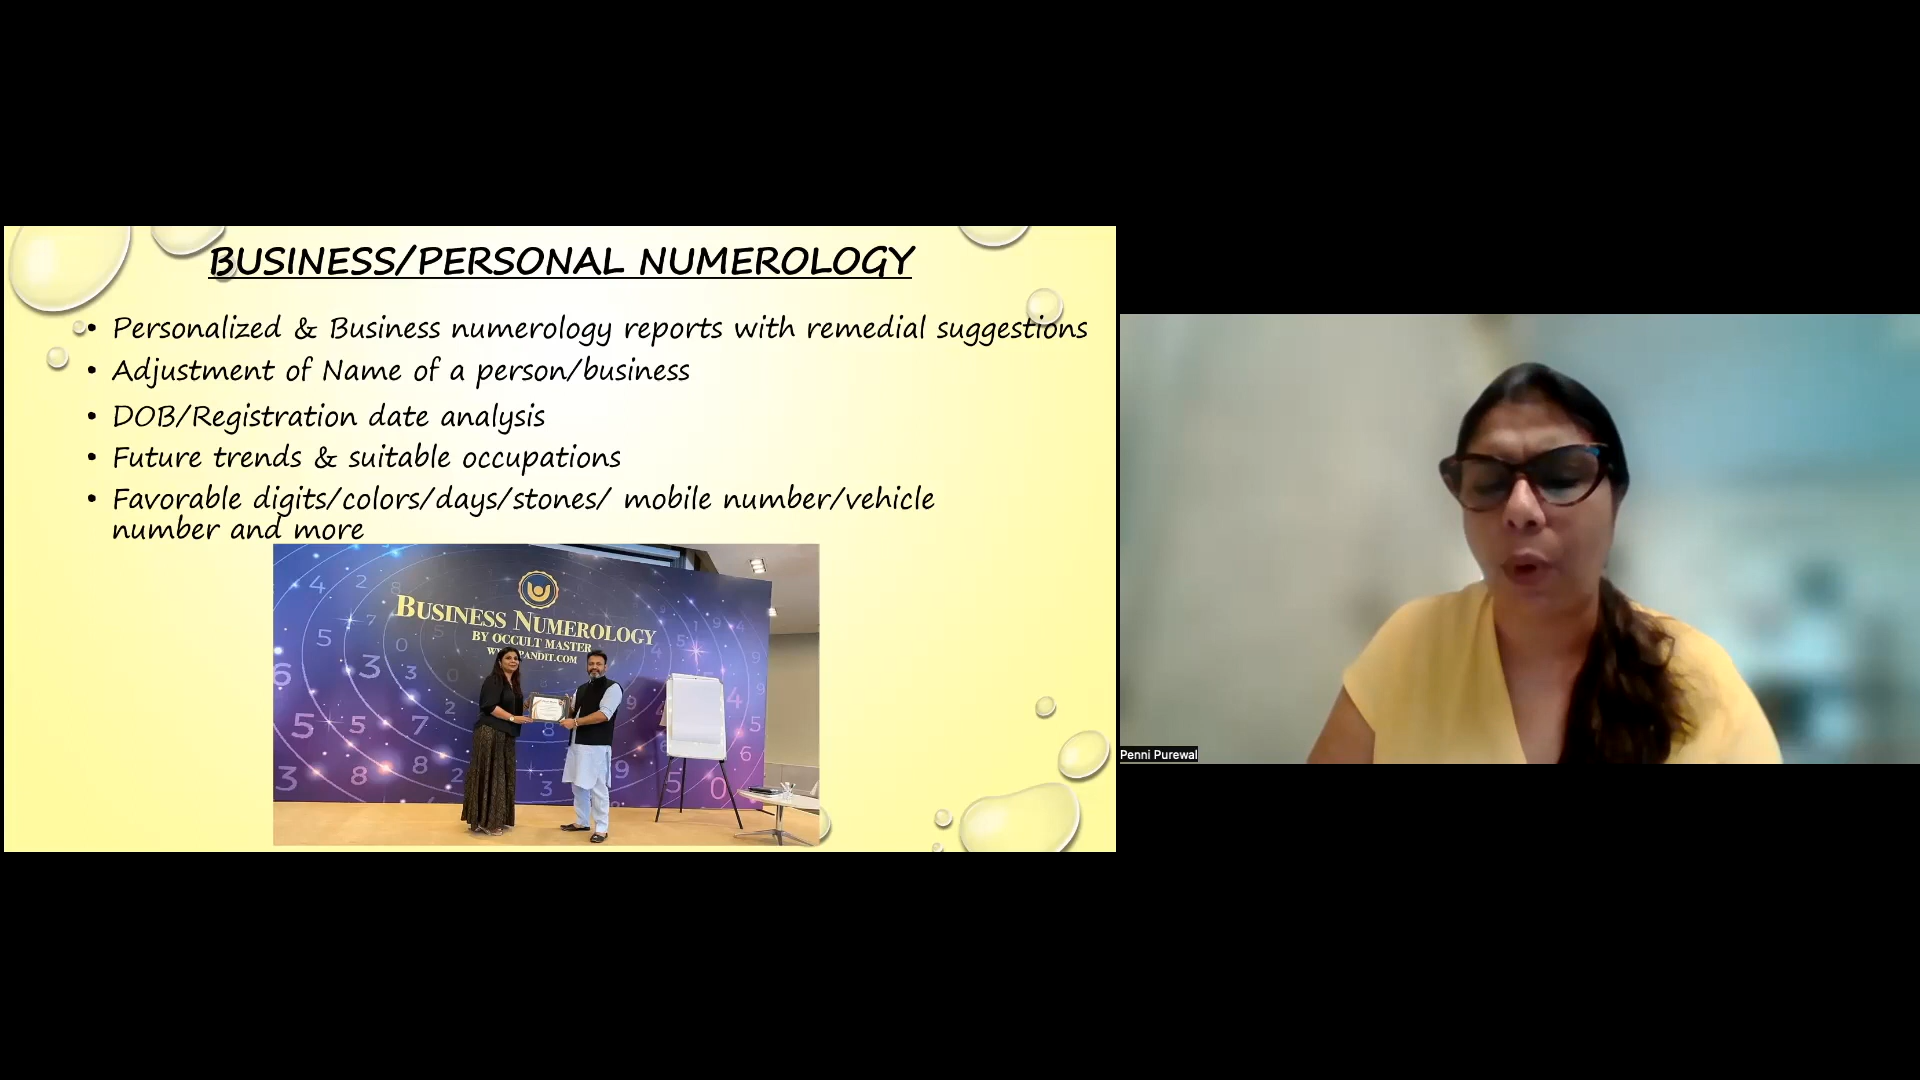 BUSINESS/PERSONAL NUMEROLOGY
• Personalized & Business numerology reports with remedial suggestions
• Adjustment of Name of a person/business
• DOB/Registration date analysis
• Future trends & suitable occupations
• Favorable digits/colors/days/stones/ mobile number/vehicle
number and more
BUSINESS NUMEROLOGY
BY OCCULT MASTER
PANDIT.COM
Penni Purewal